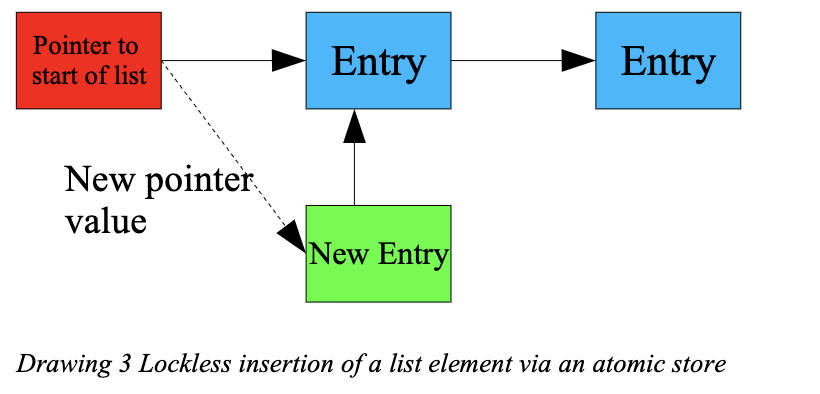 Pointer to
start of list
Entry
Entry
New pointer
value
New Entry
Drawing 3 Lockless insertion of a list element via an atomic store